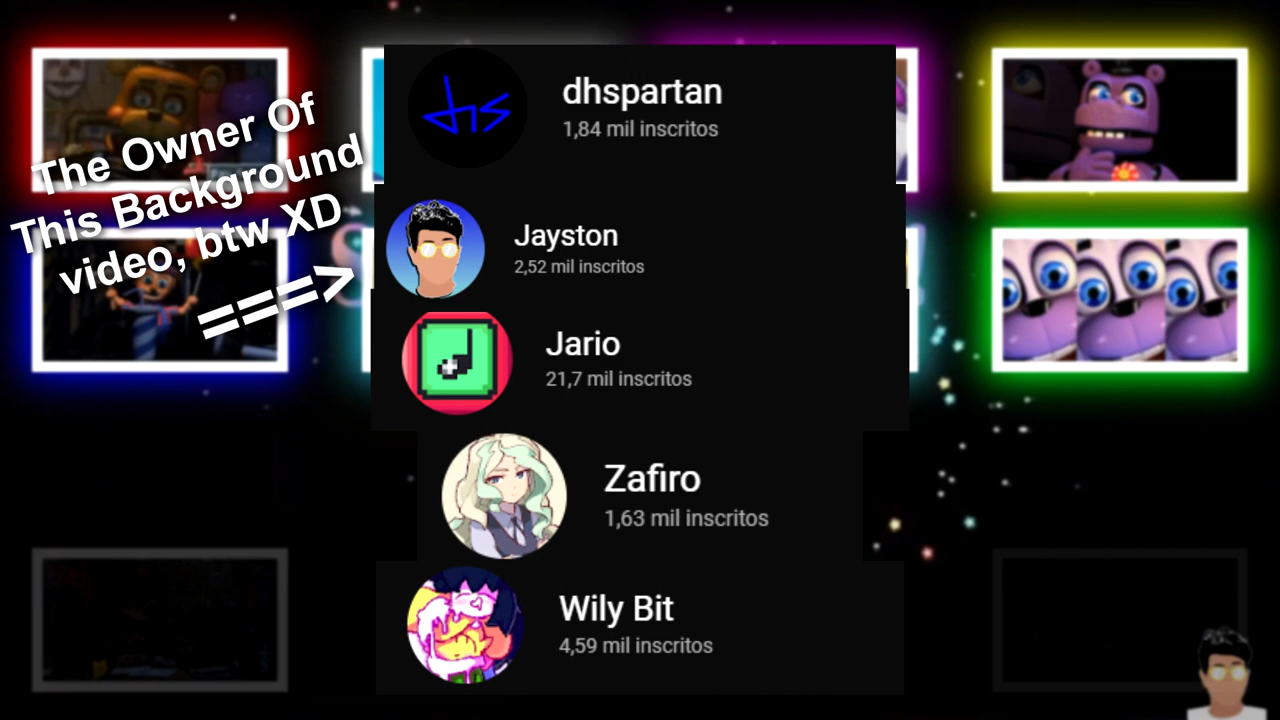 The Owner Of
This Background
video, btw XD
===>
dhs
dhspartan
1,84 mil inscritos
Jayston
2,52 mil inscritos
Jario
21,7 mil inscritos
Zafiro
1,63 mil inscritos
Wily Bit
4,59 mil inscritos